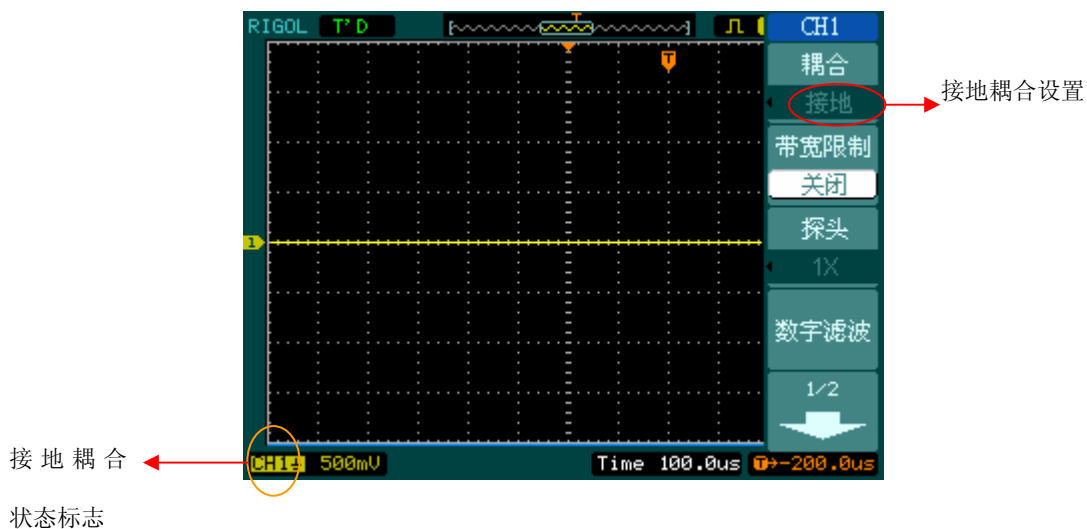 RIGOL T'D T CH1
耦合
接地
接地耦合设置
T
带宽限制
关闭
1
探头
1X
数字滤波
1/2
接地耦合
状态标志
CH1 500mV Time 100.0us T→-200.0us